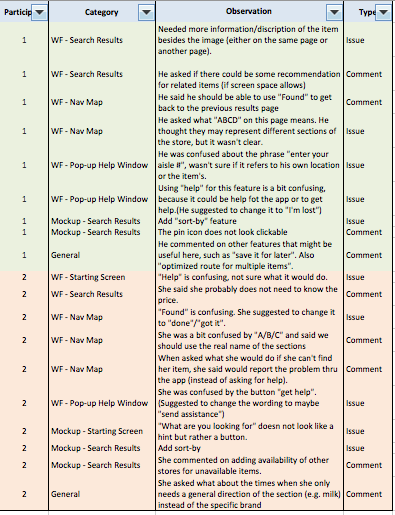 Particip Category Observation Type
1 WF - Search Results Needed more information/discription of the item
besides the image (either on the same page or
another page). Issue
1 WF - Search Results He asked if there could be some recommendation
for related items (if screen space allows) Comment
1 WF - Nav Map He said he should be able to use "Found" to get
back to the previous results page Comment
1 WF - Nav Map He asked what "ABCD" on this page means. He
thought they may represent different sections of
the store, but it wasn't clear. Issue
1 WF - Pop-up Help Window He was confused about the phrase "enter your
aisle #", wasn't sure if it refers to his own location
or the item's. Issue
1 WF - Pop-up Help Window Using "help" for this feature is a bit confusing,
because it could be help fot the app or to get
help.(He suggested to change it to "I'm lost") Issue
1 Mockup - Search Results Add "sort-by" feature Issue
1 Mockup - Search Results The pin icon does not look clickable Comment
1 General He commented on other features that might be
useful here, such as "save it for later". Also
"optimized route for multiple items". Comment
2 WF - Starting Screen "Help" is confusing, not sure what it would do. Issue
2 WF - Search Results She said she probably does not need to know the
price. Comment
2 WF - Nav Map "Found" is confusing. She suggested to change it
to "done"/"got it". Issue
2 WF - Nav Map She was a bit confused by "A/B/C" and said we
should use the real name of the sections Comment
2 WF - Nav Map When asked what she would do if she can't find
her item, she said would report the problem thru
the app (instead of asking for help). Comment
2 WF - Pop-up Help Window She was confused by the button "get help".
(Suggested to change the wording to maybe
"send assistance") Issue
2 Mockup - Starting Screen "What are you looking for" doesn not look like a
hint but rather a button. Issue
2 Mockup - Search Results Add sort-by Issue
2 Mockup - Search Results She commented on adding availability of other
stores for unavailable items. Comment
2 General She asked what about the times when she only
needs a general direction of the section (e.g. milk)
instead of the specific brand Comment